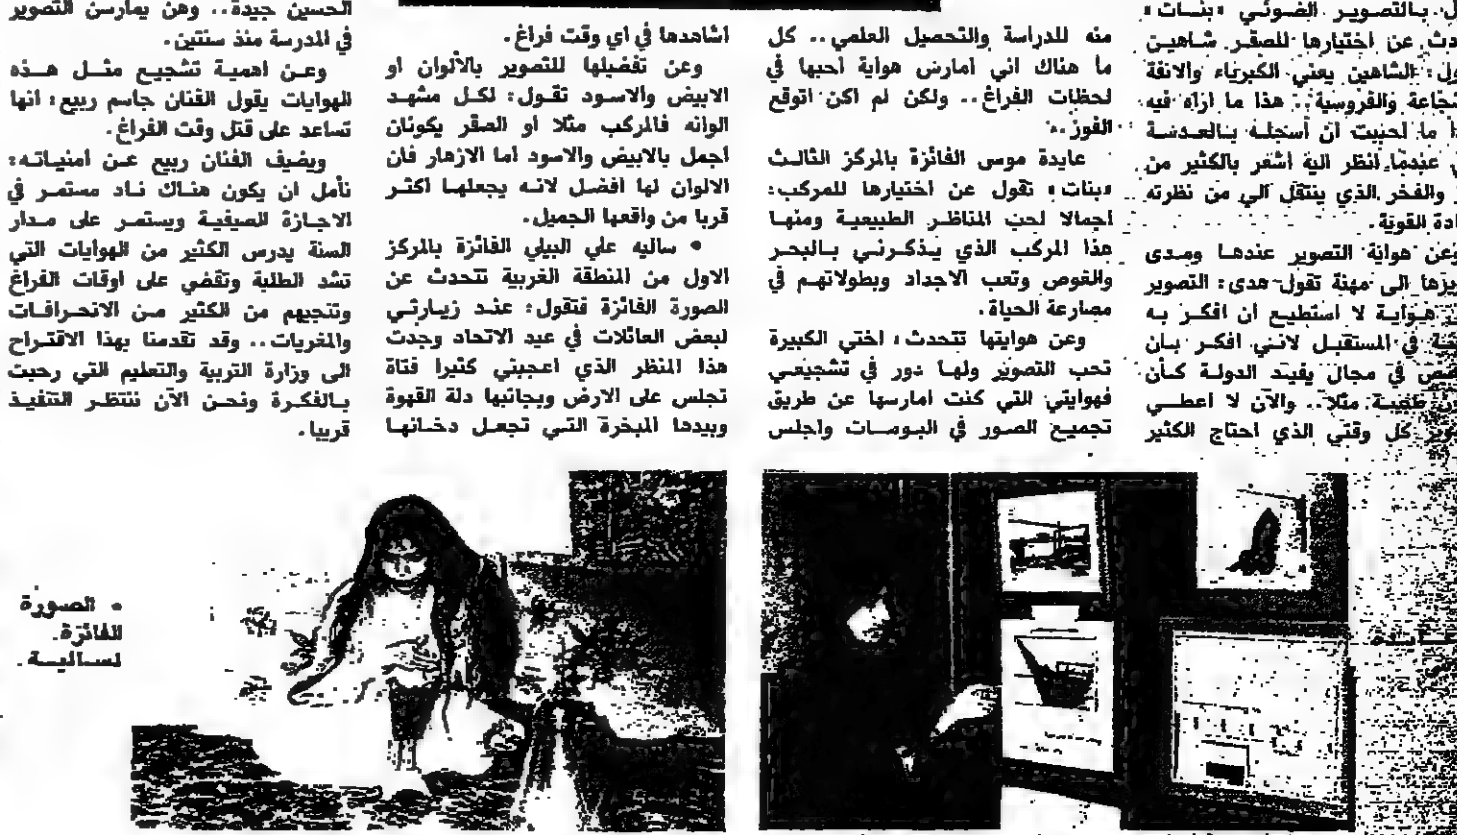 بالتصوير الضوئي «بنات»
عن اختيارها للصقر شاهين
الشاهين يعني الكبرياء والانفة
والفروسية.. هذا ما اراه فيه
ما احببت أن أسجله بالعدسة
عندما انظر اليه اشعر بالكثير من
والفخر الذي ينتقل الي من نظرته
القوية.
وعن هواية التصوير عندها ومدى
الى مهنة تقول هدى: التصوير
هواية لا استطيع ان افكر به
في المستقبل لانني افكر بأن
في مجال يفيد الدولة كأن
طبيبة مثلا.. والآن لا اعطي
كل وقتي الذي احتاج الكثير
منه للدراسة والتحصيل العلمي.. كل
ما هناك اني امارس هواية احبها في
لحظات الفراغ.. ولكن لم اكن اتوقع
الفوز..
عايدة موسى الفائزة بالمركز الثالث
«بنات» تقول عن اختيارها للمركب:
اجمالا احب المناظر الطبيعية ومنها
هذا المركب الذي يذكرني بالبحر
والغوص وتعب الاجداد وبطولاتهم في
مصارعة الحياة.
وعن هوايتها تتحدث، اختي الكبيرة
تحب التصوير ولها دور في تشجيعي
فهوايتي التي كنت امارسها عن طريق
تجميع الصور في البومات واجلس
اشاهدها في اي وقت فراغ.
وعن تفضيلها للتصوير بالألوان او
الابيض والاسود تقول: لكل مشهد
الوانه فالمركب مثلا او الصقر يكونان
اجمل بالابيض والاسود اما الازهار فان
الالوان لها افضل لانه يجعلها اكثر
قربا من واقعها الجميل.
• ساليه علي البيلي الفائزة بالمركز
الاول من المنطقة الغربية تتحدث عن
الصورة الفائزة فتقول: عند زيارتي
لبعض العائلات في عيد الاتحاد وجدت
هذا المنظر الذي اعجبني كثيرا فتاة
تجلس على الارض وبجانبها دلة القهوة
وبيدها المبخرة التي تجعل دخانها
الحسين جيدة.. وهن يمارسن التصوير
في المدرسة منذ سنتين.
وعن اهمية تشجيع مثل هذه
الهوايات يقول الفنان جاسم ربيع: انها
تساعد على قتل وقت الفراغ.
ويضيف الفنان ربيع عن امنياته:
نأمل ان يكون هناك ناد مستمر في
الاجازة الصيفية ويستمر على مدار
السنة يدرس الكثير من الهوايات التي
تشد الطلبة وتقضي على اوقات الفراغ
وتنجيهم من الكثير من الانحرافات
والمغريات.. وقد تقدمنا بهذا الاقتراح
الى وزارة التربية والتعليم التي رحبت
بالفكرة ونحن الآن ننتظر التنفيذ
قريبا.
• الصورة
الفائزة.
لسالية.